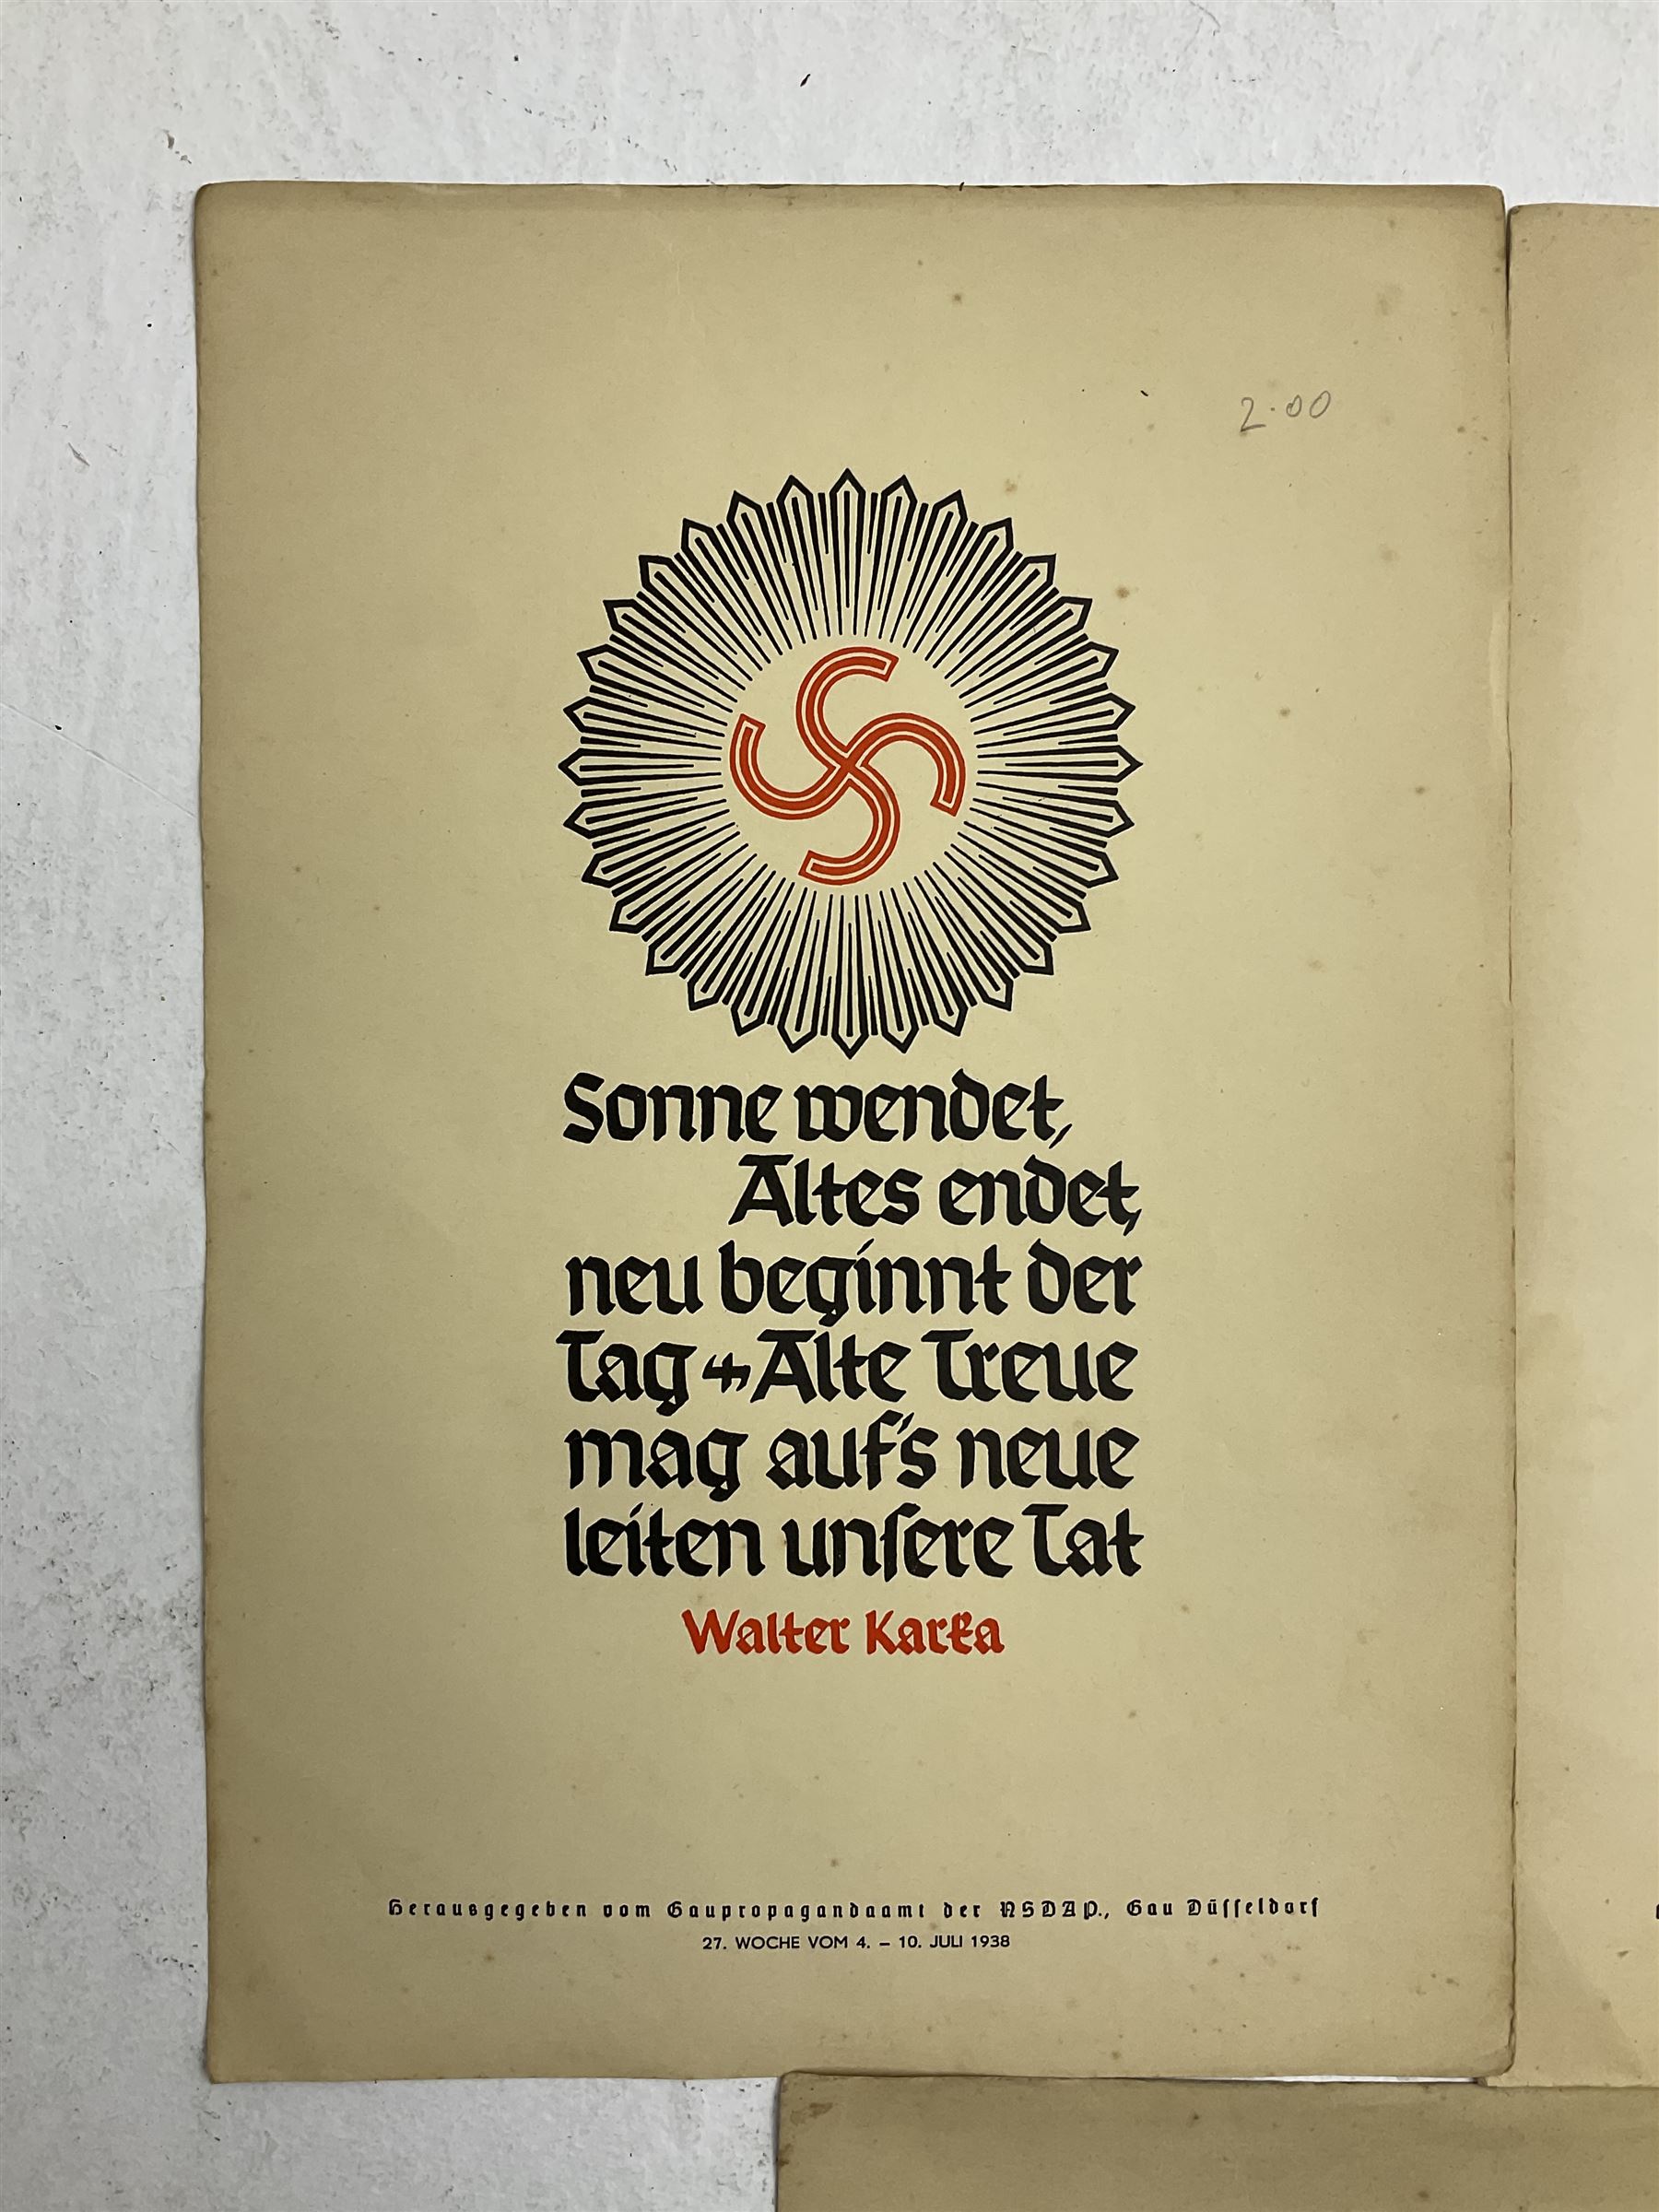 2.00
Sonne wendet,
Altes endet,
neu beginnt der
Tag Alte Treue
mag auf's neue
leiten unſere Tat
Walter Karka
Herausgegeben vom Gaupropagandaamt der NSDAP., Gau Düſſeldorf
27. WOCHE VOM 4. – 10. JULI 1938